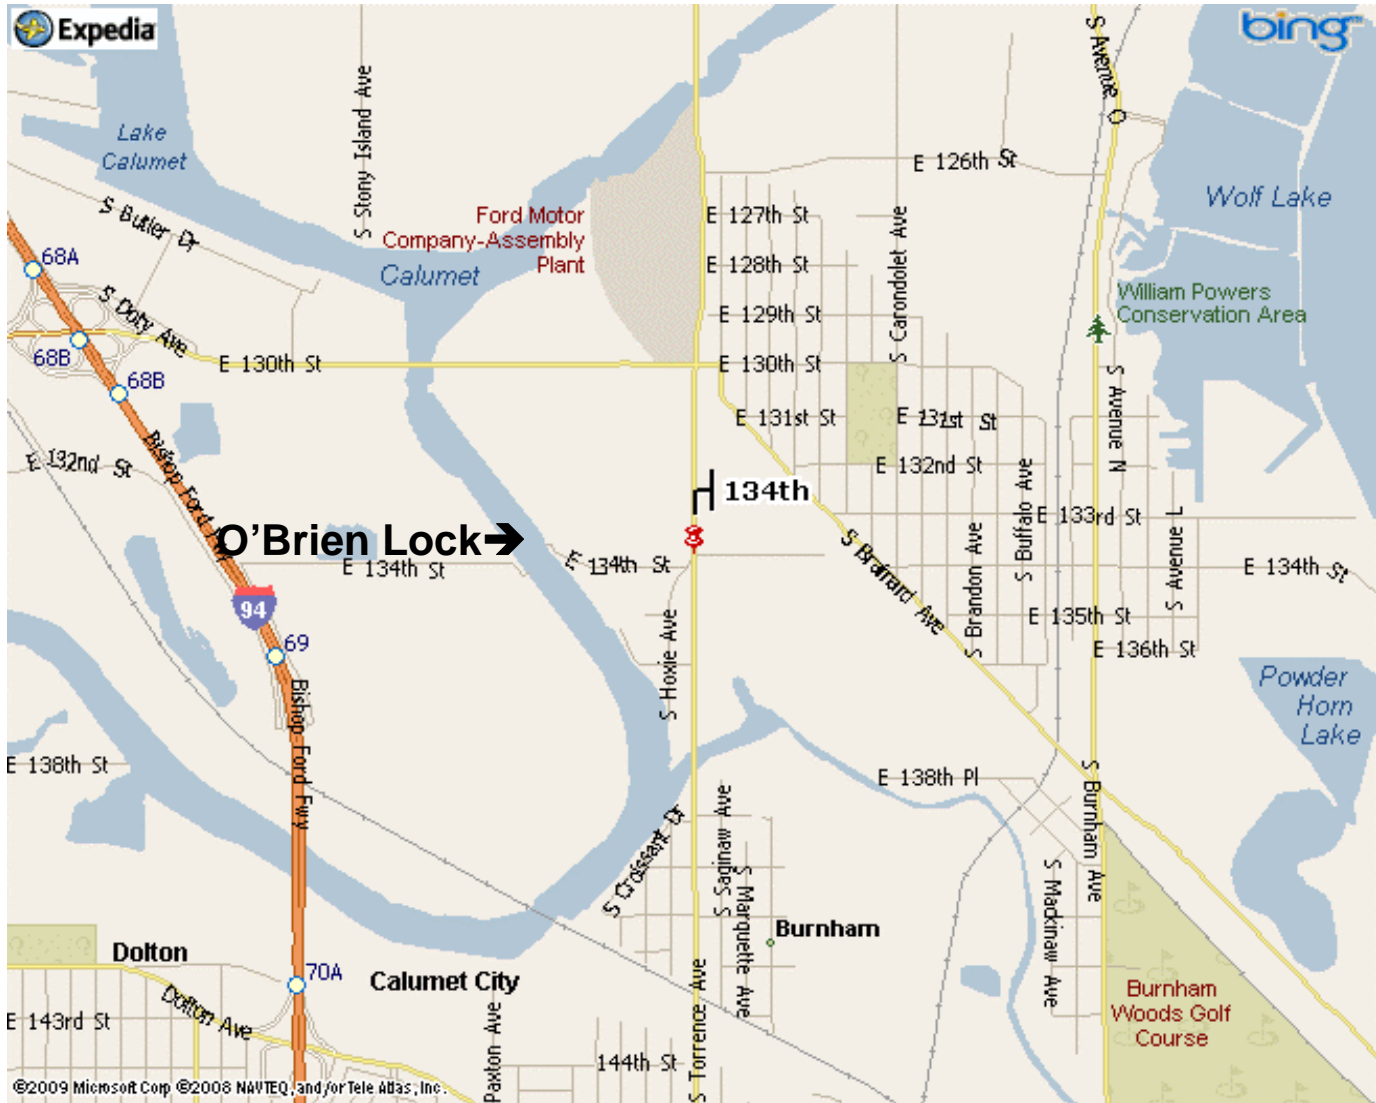 Expedia
bing
S Avenue O
S Stony Island Ave
Lake
Calumet
E 126th St
Wolf Lake
S Butler Dr
Ford Motor
Company-Assembly
Plant
E 127th St
S Carondolet Ave
68A
Calumet
E 128th St
S Doty Ave
William Powers
Conservation Area
E 129th St
68B
E 130th St
E 130th St
68B
S Avenue N
E 131st St
E 131st St
Bishop Ford Fwy
E 132nd St
E 132nd St
134th
S Buffalo Ave
E 133rd St
S Avenue L
O'Brien Lock➔
E 134th St
E 134th St
S Brainard Ave
S Brandon Ave
E 134th St
94
E 135th St
69
S Hoxie Ave
E 136th St
Powder
Horn
Lake
Bishop Ford Fwy
E 138th St
E 138th Pl
S Burnham Ave
S Croissant Dr
S Saginaw Ave
S Marquette Ave
S Mackinaw Ave
Burnham
Dolton
70A
Calumet City
Burnham
Woods Golf
Course
Dolton Ave
E 143rd St
Paxton Ave
144th St
S Torrence Ave
©2009 Microsoft Corp ©2008 NAVTEQ, and/or Tele Atlas, Inc.